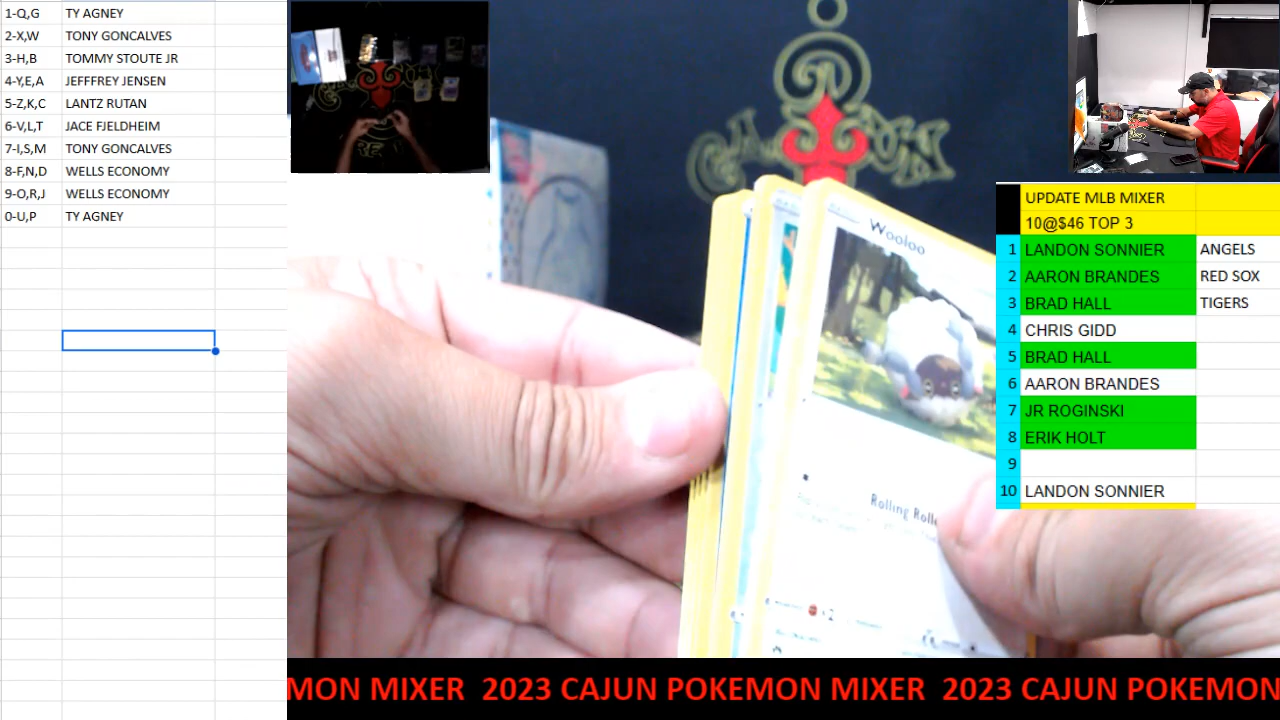 1-Q,G TY AGNEY
2-X,W TONY GONCALVES
3-H,B TOMMY STOUTE JR
4-Y,E,A JEFFFREY JENSEN
5-Z,K,C LANTZ RUTAN
6-V,L,T JACE FJELDHEIM
7-I,S,M TONY GONCALVES
8-F,N,D WELLS ECONOMY
9-O,R,J WELLS ECONOMY
0-U,P TY AGNEY
Wooloo
Rolling
UPDATE MLB MIXER
10@$46 TOP 3
1 LANDON SONNIER ANGELS
2 AARON BRANDES RED SOX
3 BRAD HALL TIGERS
4 CHRIS GIDD
5 BRAD HALL
6 AARON BRANDES
7 JR ROGINSKI
8 ERIK HOLT
9
10 LANDON SONNIER
MON MIXER 2023 CAJUN POKEMON MIXER 2023 CAJUN POKEMON